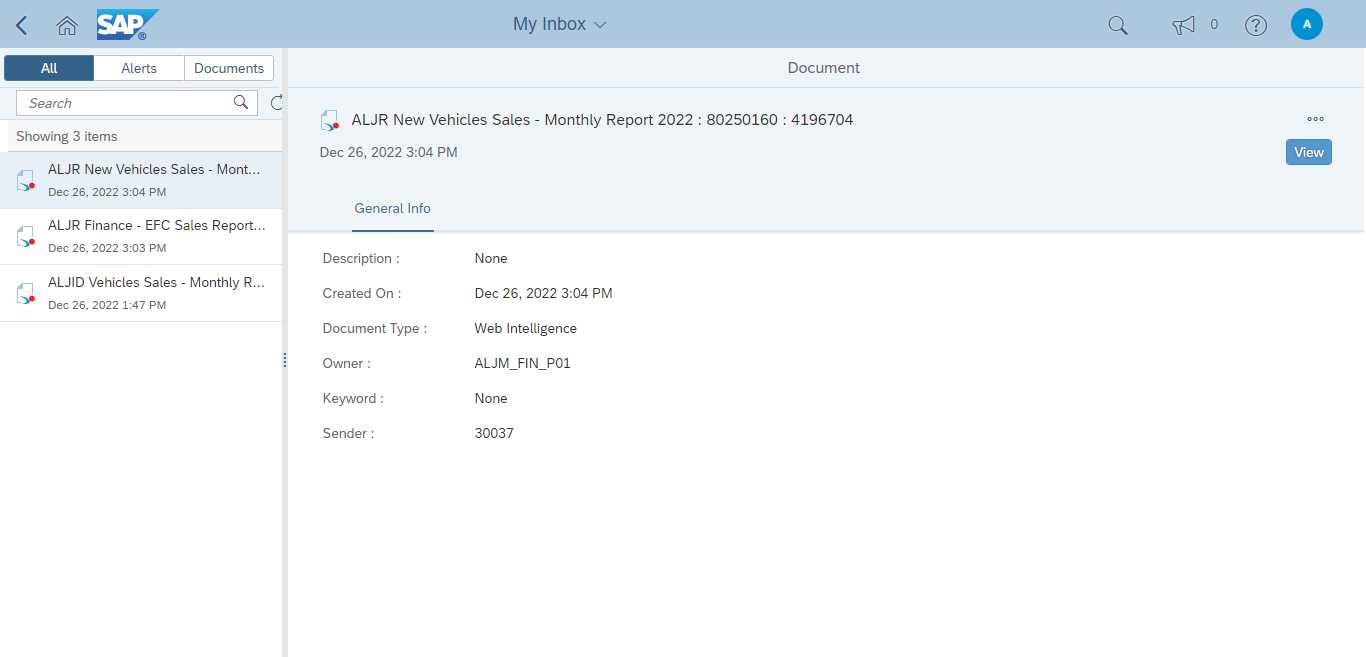 SAP®
My Inbox
0
?
A
All
Alerts
Documents
Search
Showing 3 items
ALJR New Vehicles Sales - Mont...
Dec 26, 2022 3:04 PM
ALJR Finance - EFC Sales Report...
Dec 26, 2022 3:03 PM
ALJID Vehicles Sales - Monthly R...
Dec 26, 2022 1:47 PM
Document
ALJR New Vehicles Sales - Monthly Report 2022 : 80250160 : 4196704
Dec 26, 2022 3:04 PM
View
General Info
Description : None
Created On : Dec 26, 2022 3:04 PM
Document Type : Web Intelligence
Owner : ALJM_FIN_P01
Keyword : None
Sender : 30037